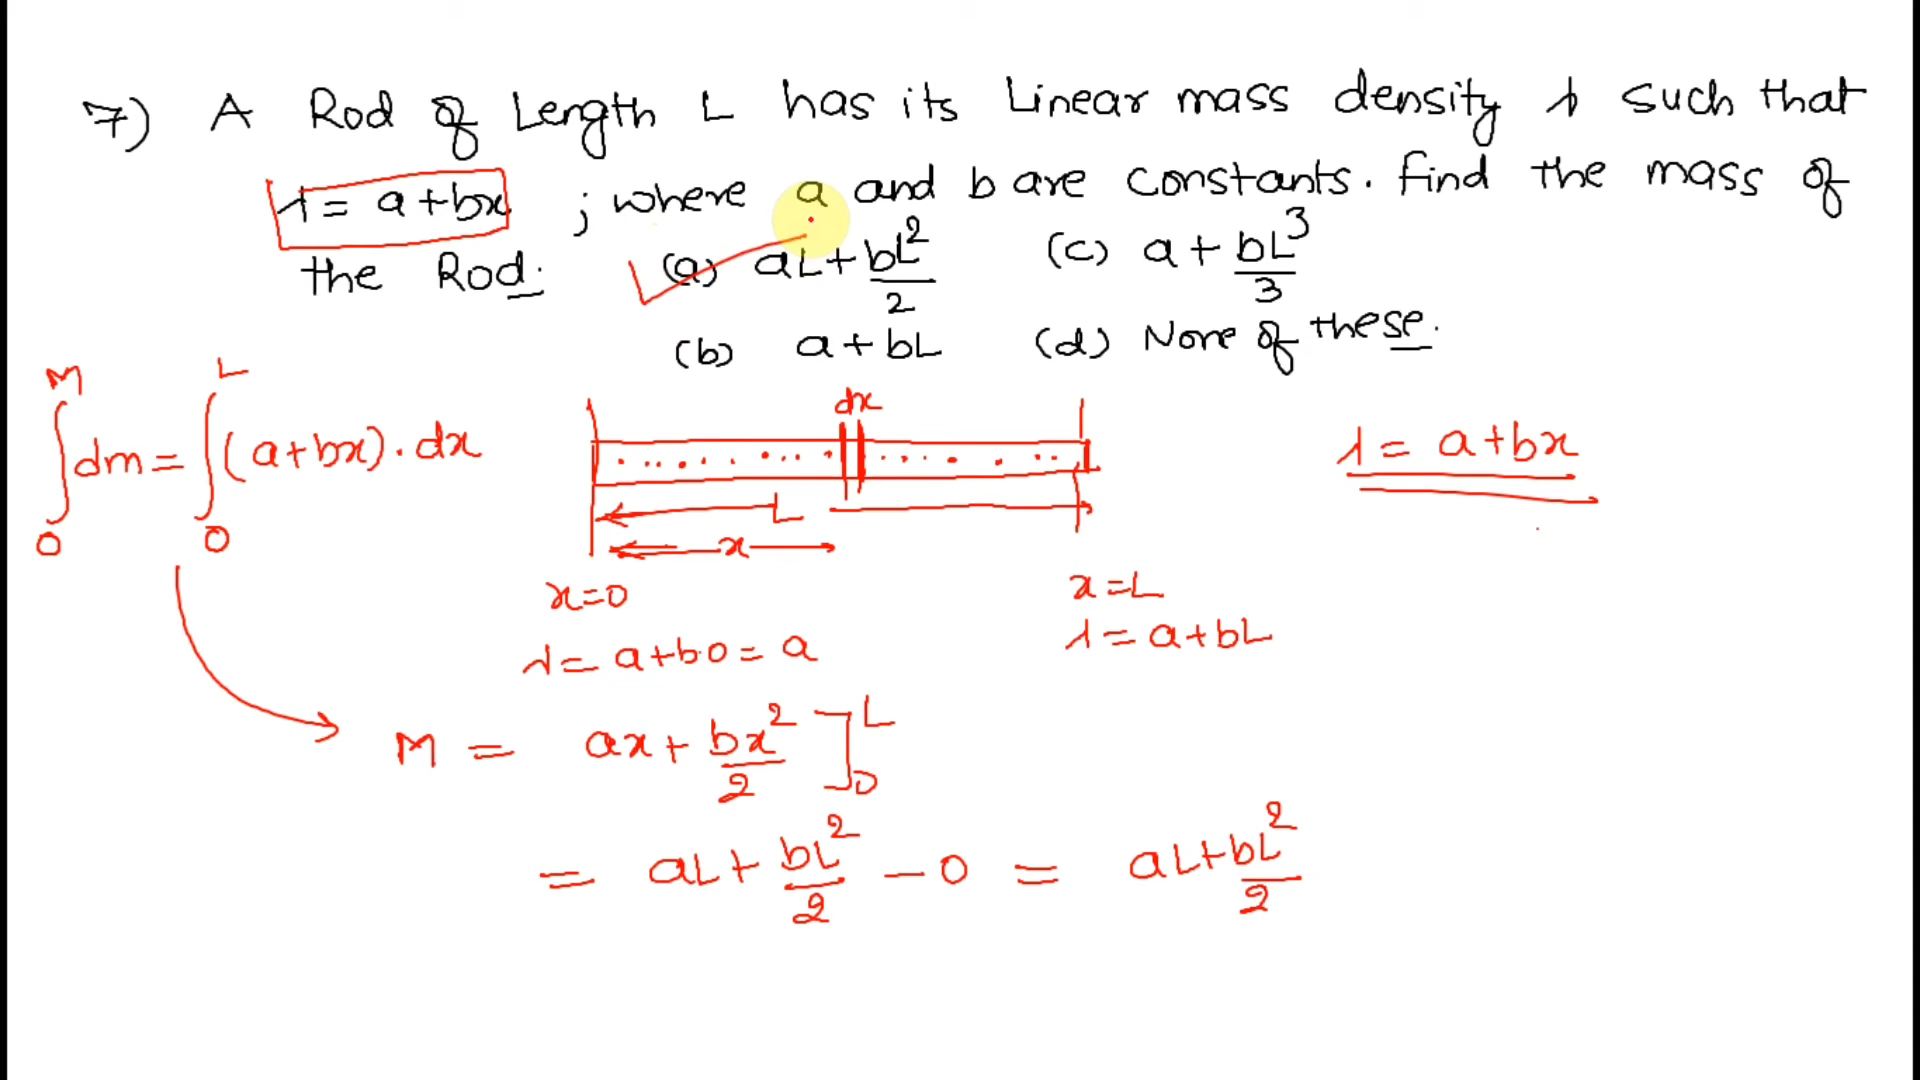 7) A Rod of Length L has its Linear mass density λ such that
λ = a+bx ; where a and b are constants. Find the mass of
the Rod. (a) aL + bL²/2 (c) a + bL³/3
(b) a + bL (d) None of these.
∫₀ᴹ dm = ∫₀ᴸ (a+bx).dx
dx
λ = a+bx
L
x
x=0 x=L
λ = a+b.0 = a λ = a+bL
M = ax + bx²/2 ]₀ᴸ
= aL + bL²/2 - 0 = aL + bL²/2